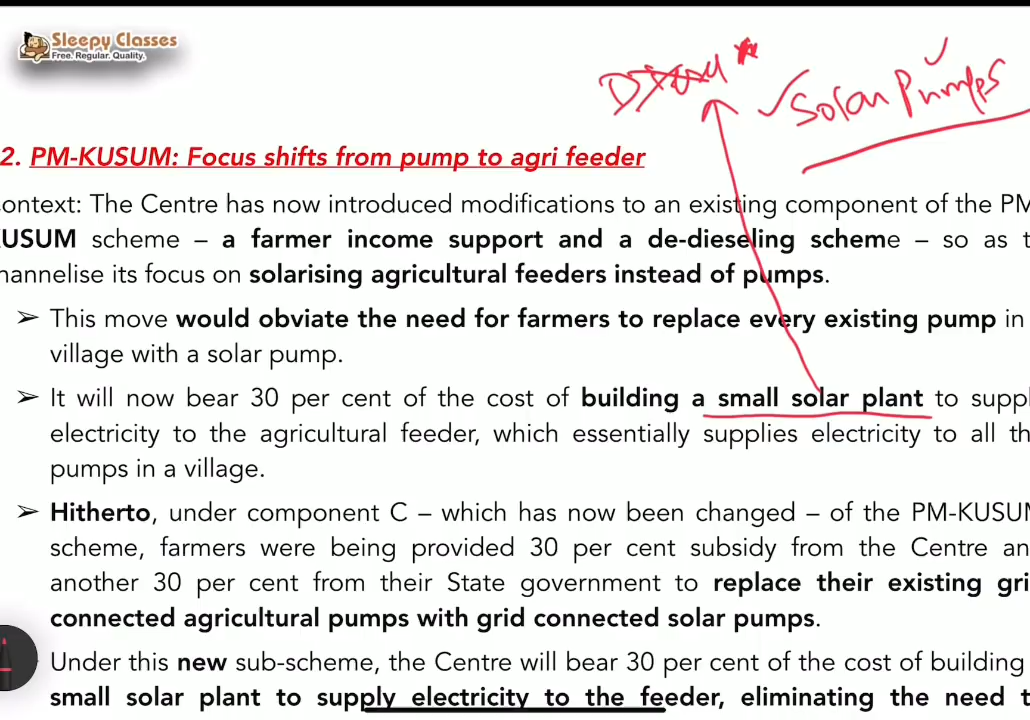 Sleepy Classes
Free. Regular. Quality.
Solar Pumps
2. PM-KUSUM: Focus shifts from pump to agri feeder
ontext: The Centre has now introduced modifications to an existing component of the PM
KUSUM scheme – a farmer income support and a de-dieseling scheme – so as t
hannelise its focus on solarising agricultural feeders instead of pumps.
➢ This move would obviate the need for farmers to replace every existing pump in
village with a solar pump.
➢ It will now bear 30 per cent of the cost of building a small solar plant to suppl
electricity to the agricultural feeder, which essentially supplies electricity to all th
pumps in a village.
➢ Hitherto, under component C – which has now been changed – of the PM-KUSUM
scheme, farmers were being provided 30 per cent subsidy from the Centre an
another 30 per cent from their State government to replace their existing gri
connected agricultural pumps with grid connected solar pumps.
Under this new sub-scheme, the Centre will bear 30 per cent of the cost of building
small solar plant to supply electricity to the feeder, eliminating the need t